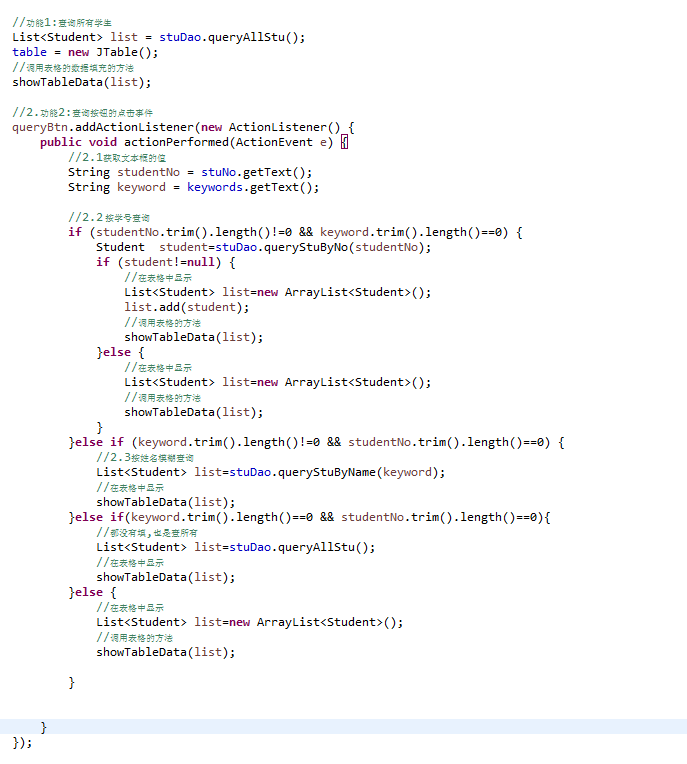 //功能1:查询所有学生
List<Student> list = stuDao.queryAllStu();
table = new JTable();
//调用表格的数据填充的方法
showTableData(list);
//2.功能2:查询按钮的点击事件
queryBtn.addActionListener(new ActionListener() {
public void actionPerformed(ActionEvent e) {
//2.1获取文本框的值
String studentNo = stuNo.getText();
String keyword = keywords.getText();
//2.2按学号查询
if (studentNo.trim().length()!=0 && keyword.trim().length()==0) {
Student  student=stuDao.queryStuByNo(studentNo);
if (student!=null) {
//在表格中显示
List<Student> list=new ArrayList<Student>();
list.add(student);
//调用表格的方法
showTableData(list);
}else {
//在表格中显示
List<Student> list=new ArrayList<Student>();
//调用表格的方法
showTableData(list);
}
}else if (keyword.trim().length()!=0 && studentNo.trim().length()==0) {
//2.3按姓名模糊查询
List<Student> list=stuDao.queryStuByName(keyword);
//在表格中显示
showTableData(list);
}else if(keyword.trim().length()==0 && studentNo.trim().length()==0){
//都没有填,也是查所有
List<Student> list=stuDao.queryAllStu();
//在表格中显示
showTableData(list);
}else {
//在表格中显示
List<Student> list=new ArrayList<Student>();
//调用表格的方法
showTableData(list);
}
}
});